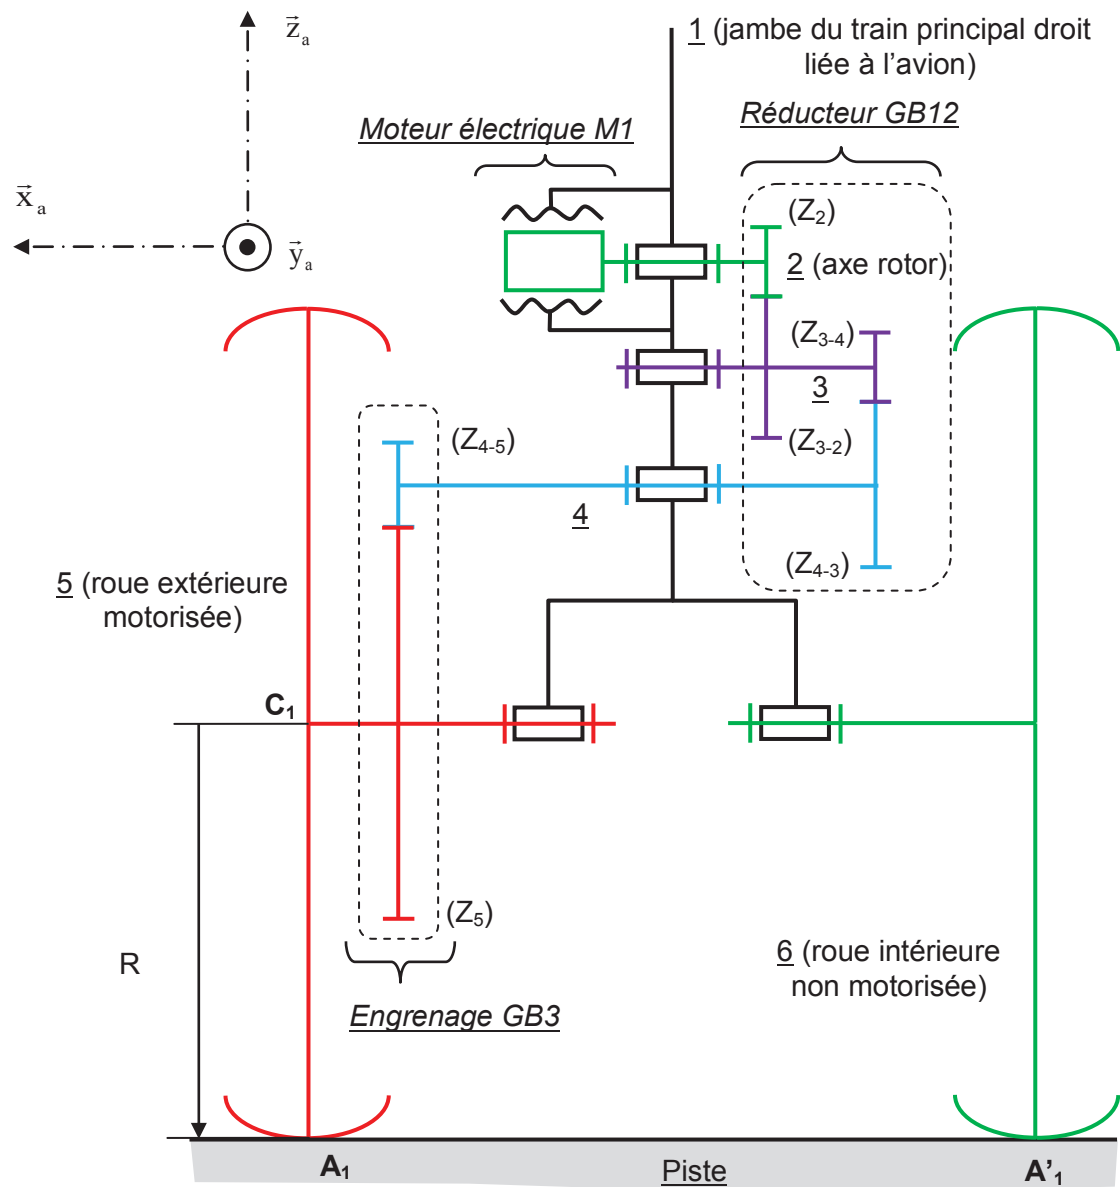 z⃗ₐ
1 (jambe du train principal droit
liée à l’avion)
Moteur électrique M1
Réducteur GB12
x⃗ₐ
y⃗ₐ
(Z₂)
2 (axe rotor)
(Z₃₋₄)
3
(Z₃₋₂)
(Z₄₋₅)
4
(Z₄₋₃)
5 (roue extérieure
motorisée)
C₁
(Z₅)
R
6 (roue intérieure
non motorisée)
Engrenage GB3
A₁
Piste
A’₁